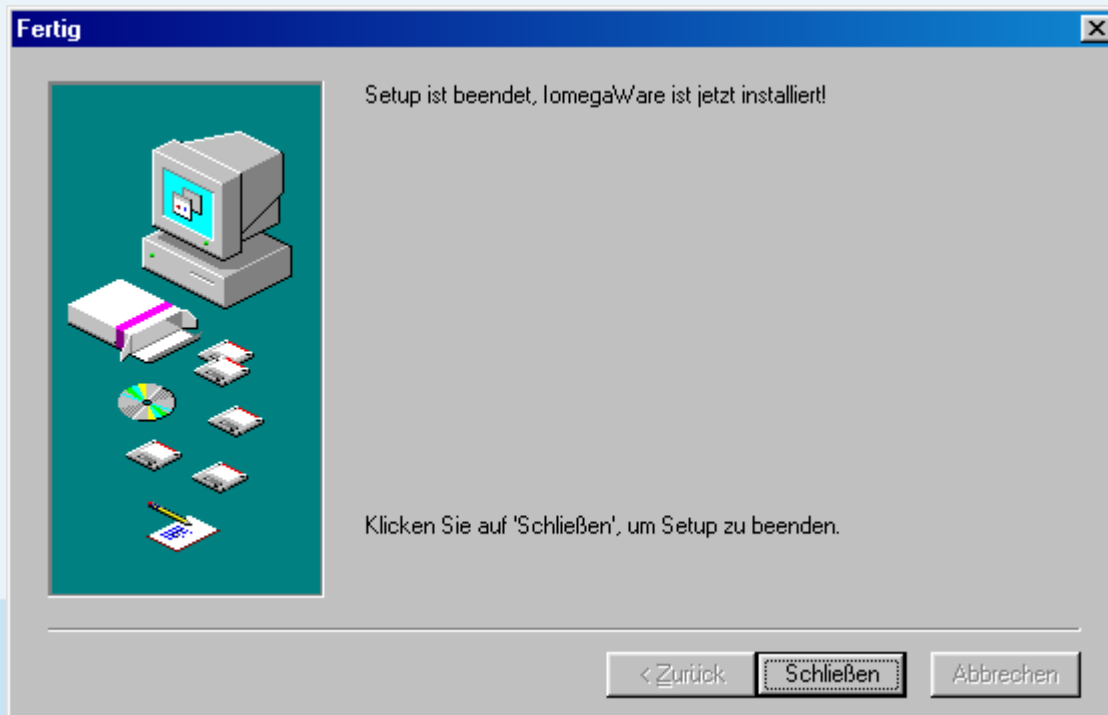 Fertig
Setup ist beendet, IomegaWare ist jetzt installiert!
Klicken Sie auf 'Schließen', um Setup zu beenden.
< Zurück
Schließen
Abbrechen